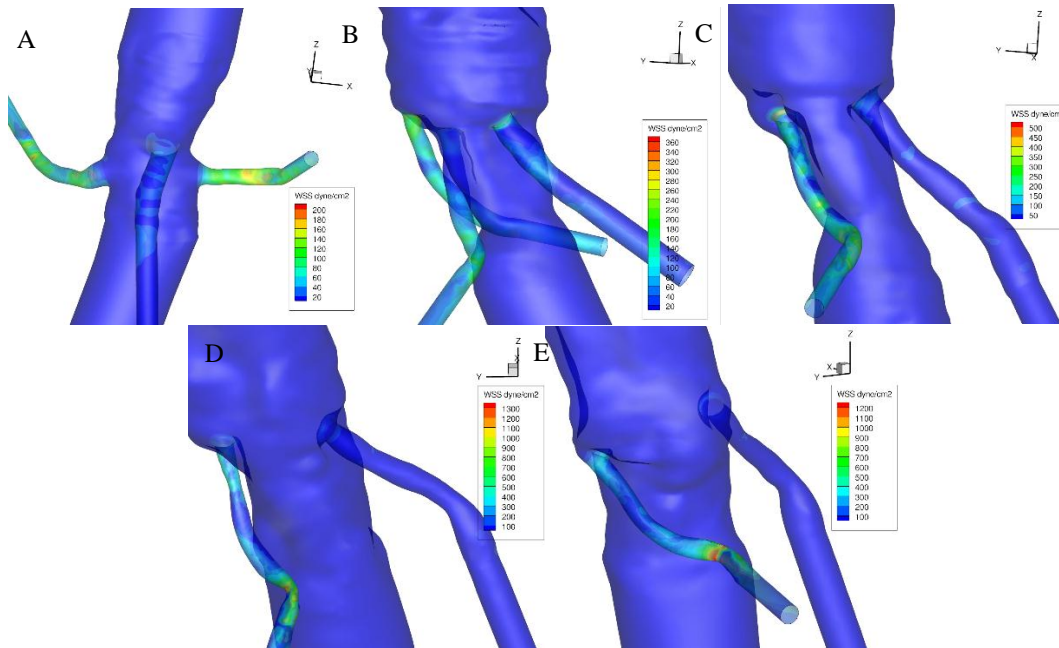 A
Z
Y
X
WSS dyne/cm2
200
180
160
140
120
100
80
60
40
20
B
Z
Y
X
WSS dyne/cm2
360
340
320
300
280
260
240
220
200
180
160
140
120
100
80
60
40
20
C
Z
Y
X
WSS dyne/cm
500
450
400
350
300
250
200
150
100
50
D
Z
X
Y
WSS dyne/cm2
1300
1200
1100
1000
900
800
700
600
500
400
300
200
100
E
Z
X
Y
WSS dyne/cm2
1200
1100
1000
900
800
700
600
500
400
300
200
100